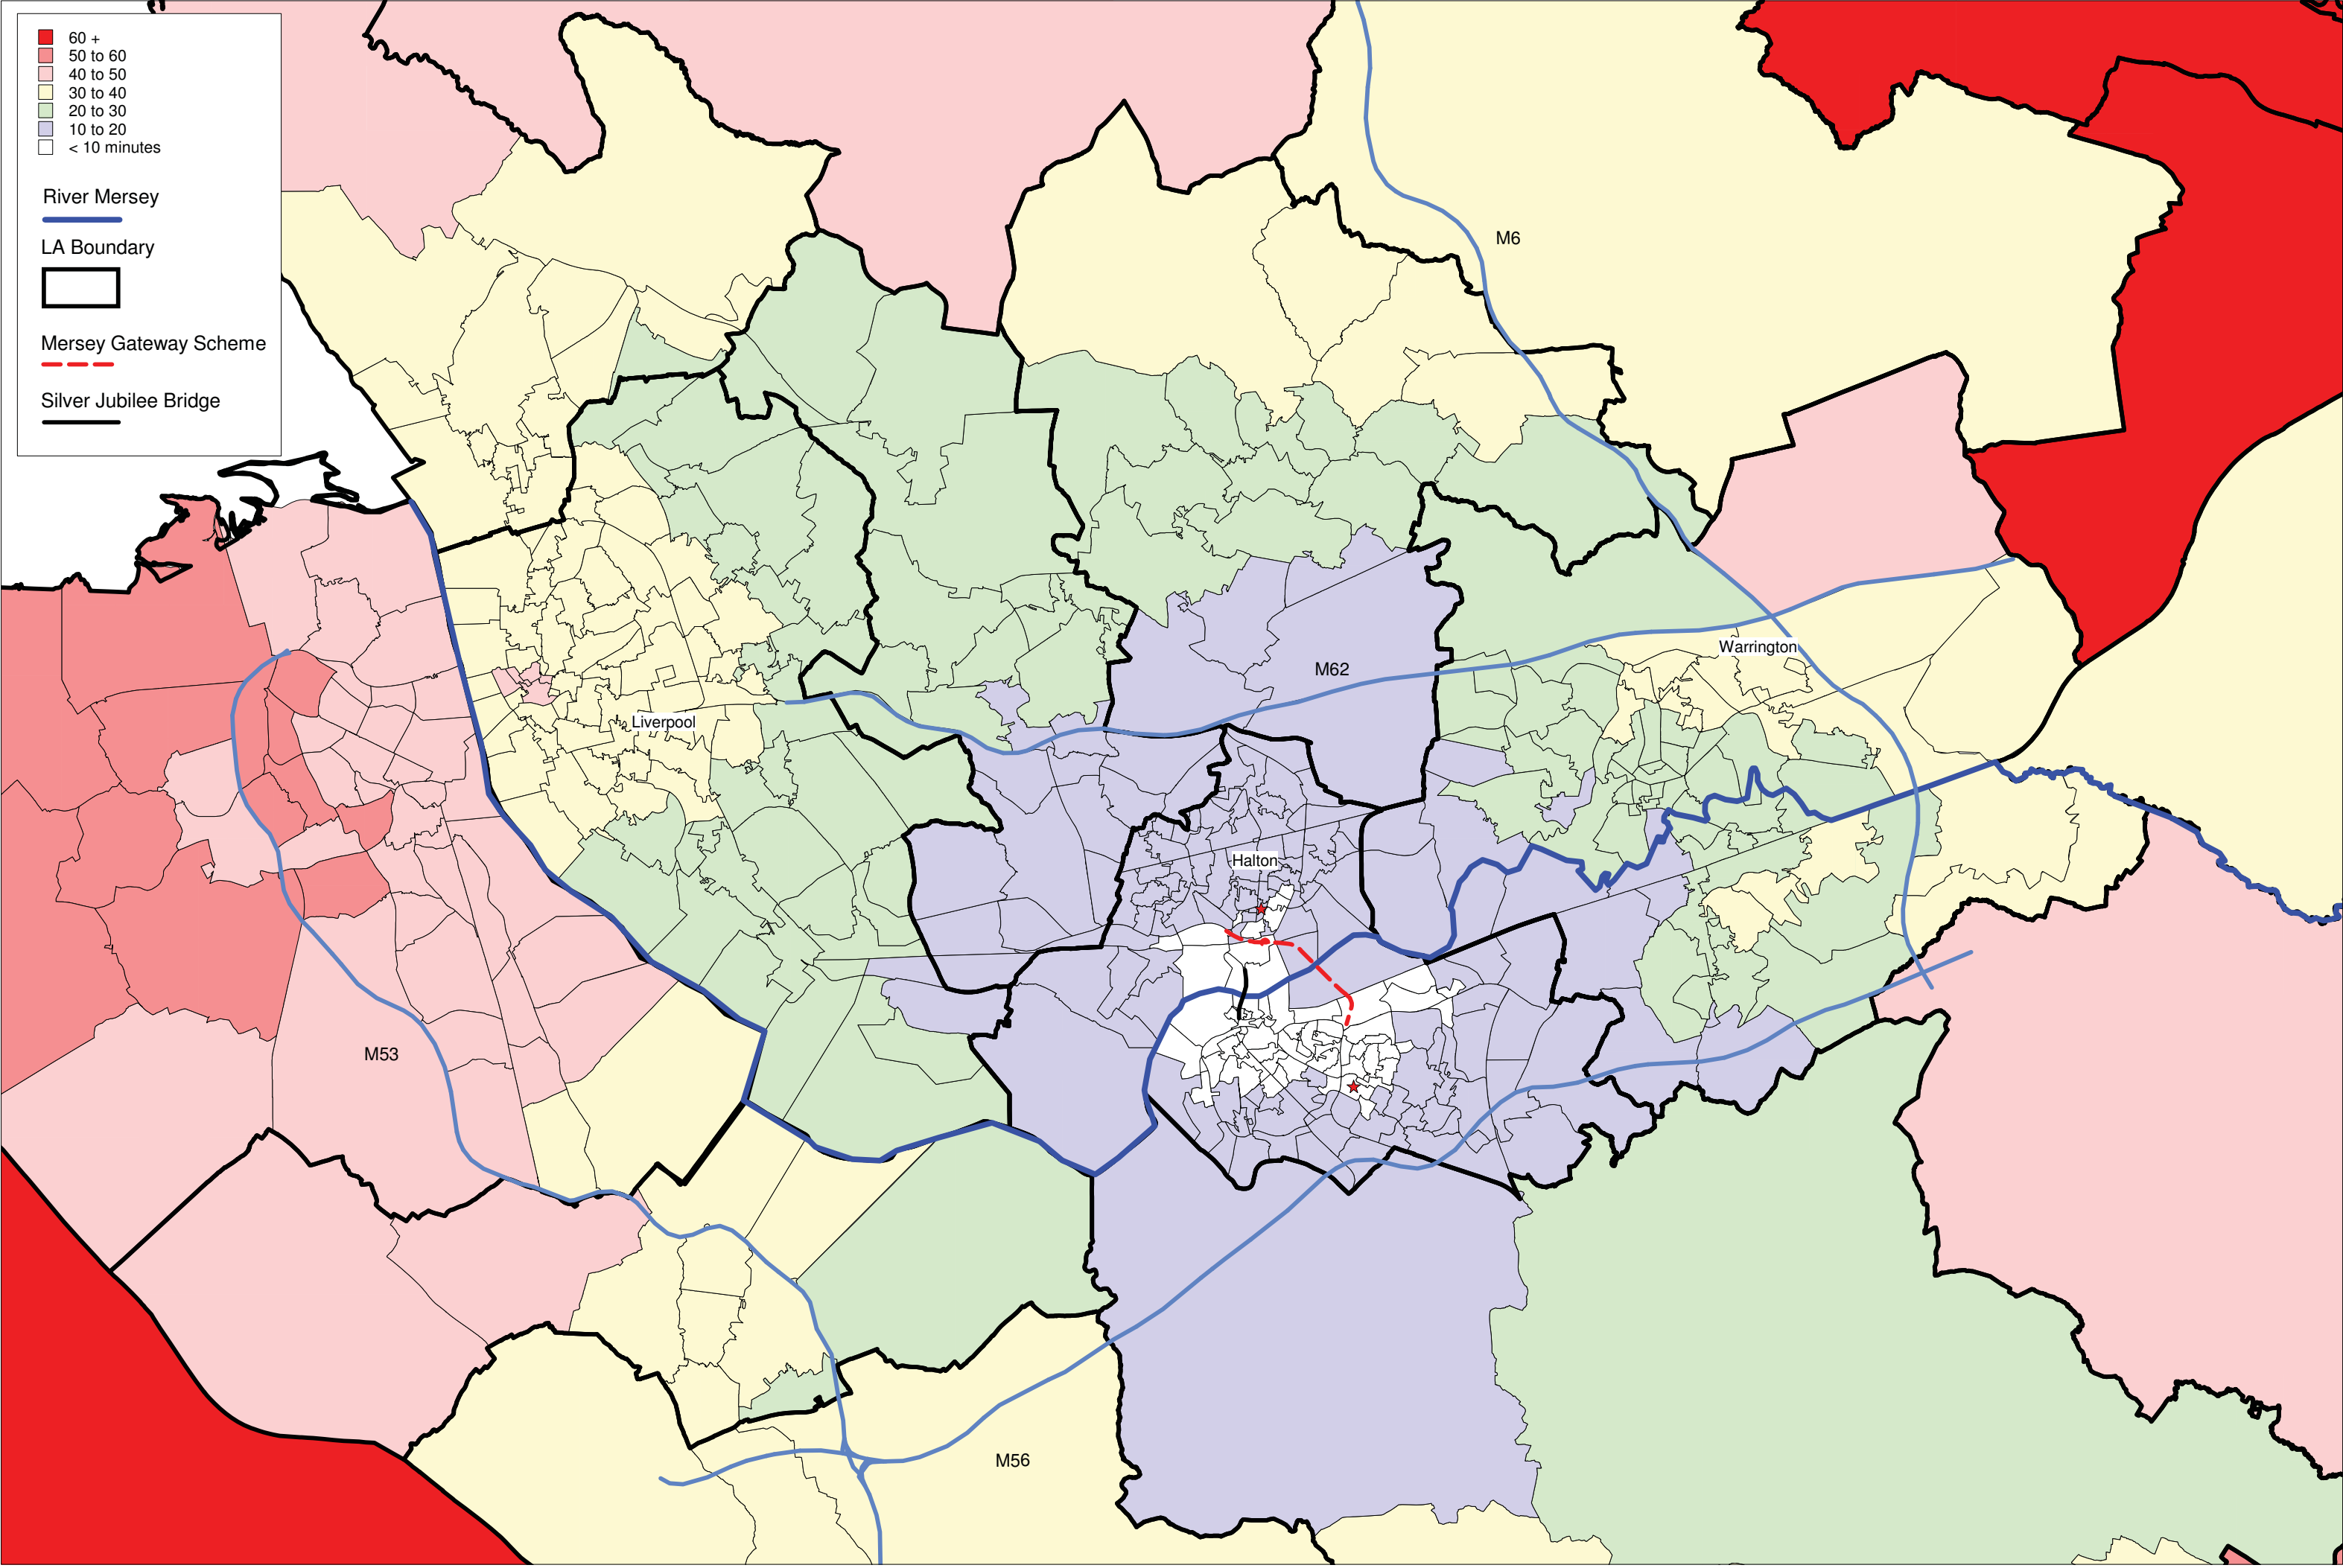 60 +
50 to 60
40 to 50
30 to 40
20 to 30
10 to 20
< 10 minutes
River Mersey
LA Boundary
Mersey Gateway Scheme
Silver Jubilee Bridge
M6
Warrington
M62
Liverpool
Halton
M53
M56